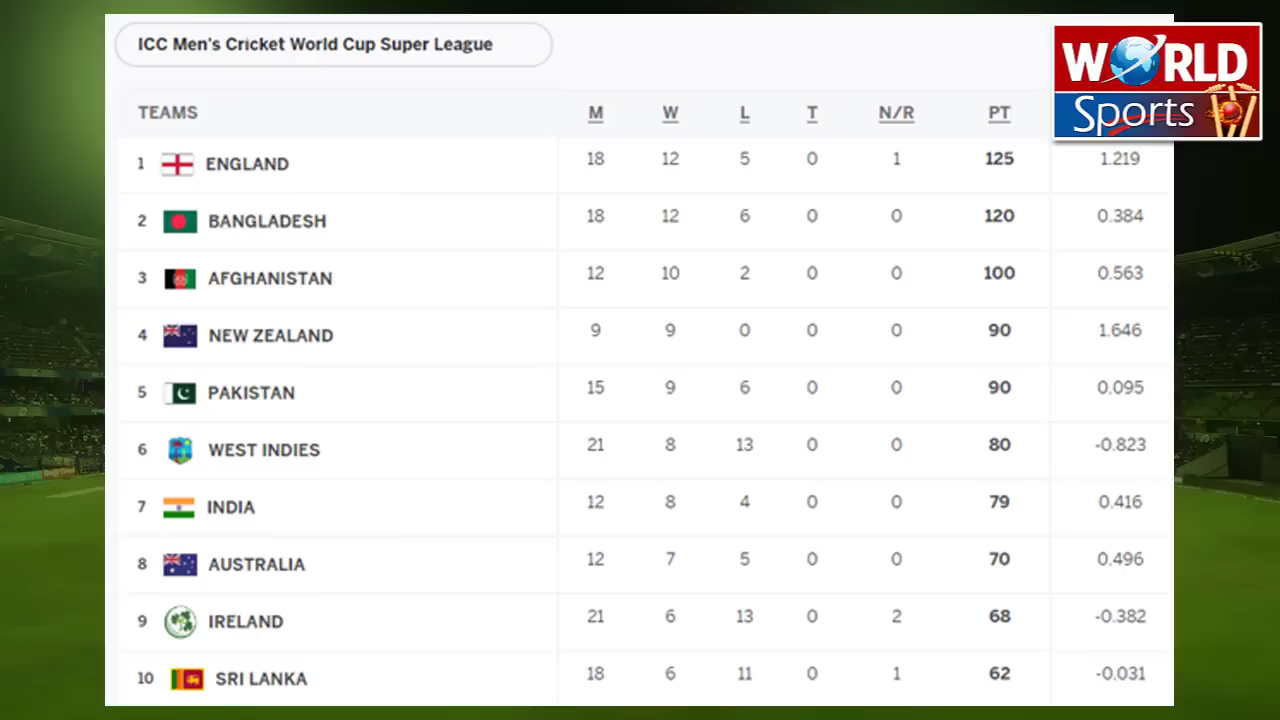 ICC Men's Cricket World Cup Super League
WORLD
Sports
TEAMS M W L T N/R PT
1 ENGLAND 18 12 5 0 1 125 1.219
2 BANGLADESH 18 12 6 0 0 120 0.384
3 AFGHANISTAN 12 10 2 0 0 100 0.563
4 NEW ZEALAND 9 9 0 0 0 90 1.646
5 PAKISTAN 15 9 6 0 0 90 0.095
6 WEST INDIES 21 8 13 0 0 80 -0.823
7 INDIA 12 8 4 0 0 79 0.416
8 AUSTRALIA 12 7 5 0 0 70 0.496
9 IRELAND 21 6 13 0 2 68 -0.382
10 SRI LANKA 18 6 11 0 1 62 -0.031